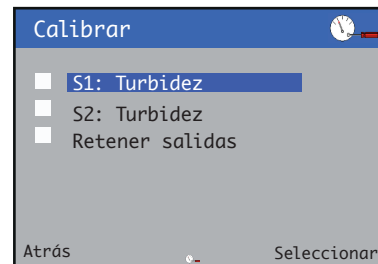 Calibrar
S1: Turbidez
S2: Turbidez
Retener salidas
Atrás Seleccionar